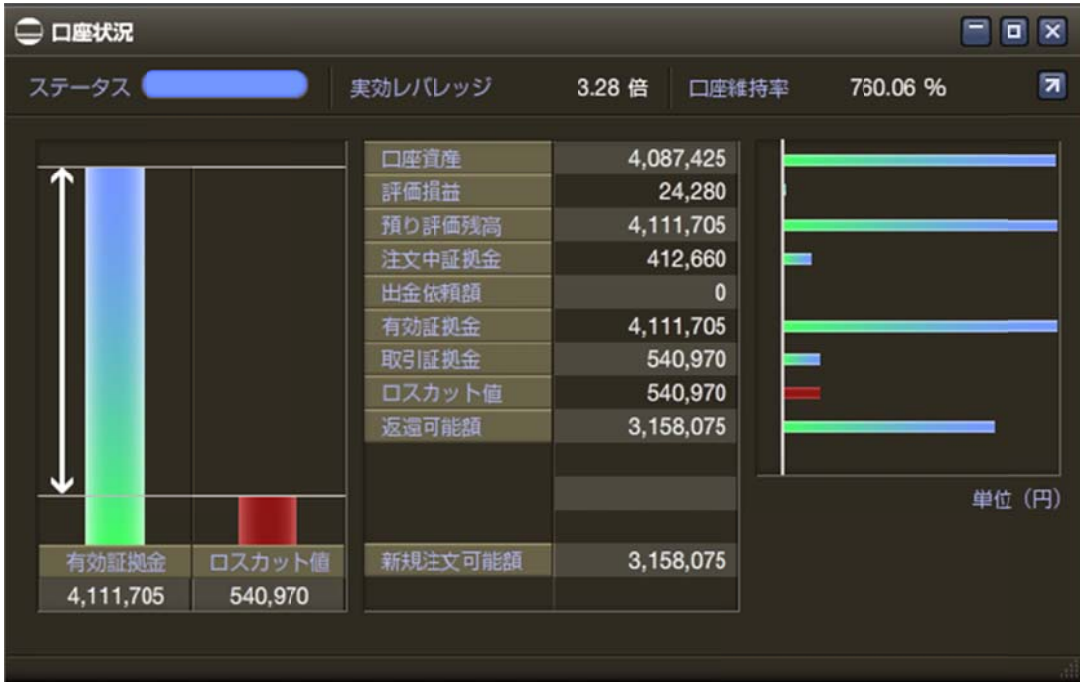 口座状況
ステータス 実効レバレッジ 3.28 倍 口座維持率 760.06 %
口座資産 4,087,425
評価損益 24,280
預り評価残高 4,111,705
注文中証拠金 412,660
出金依頼額 0
有効証拠金 4,111,705
取引証拠金 540,970
ロスカット値 540,970
返還可能額 3,158,075
新規注文可能額 3,158,075
有効証拠金 ロスカット値
4,111,705 540,970
単位（円）